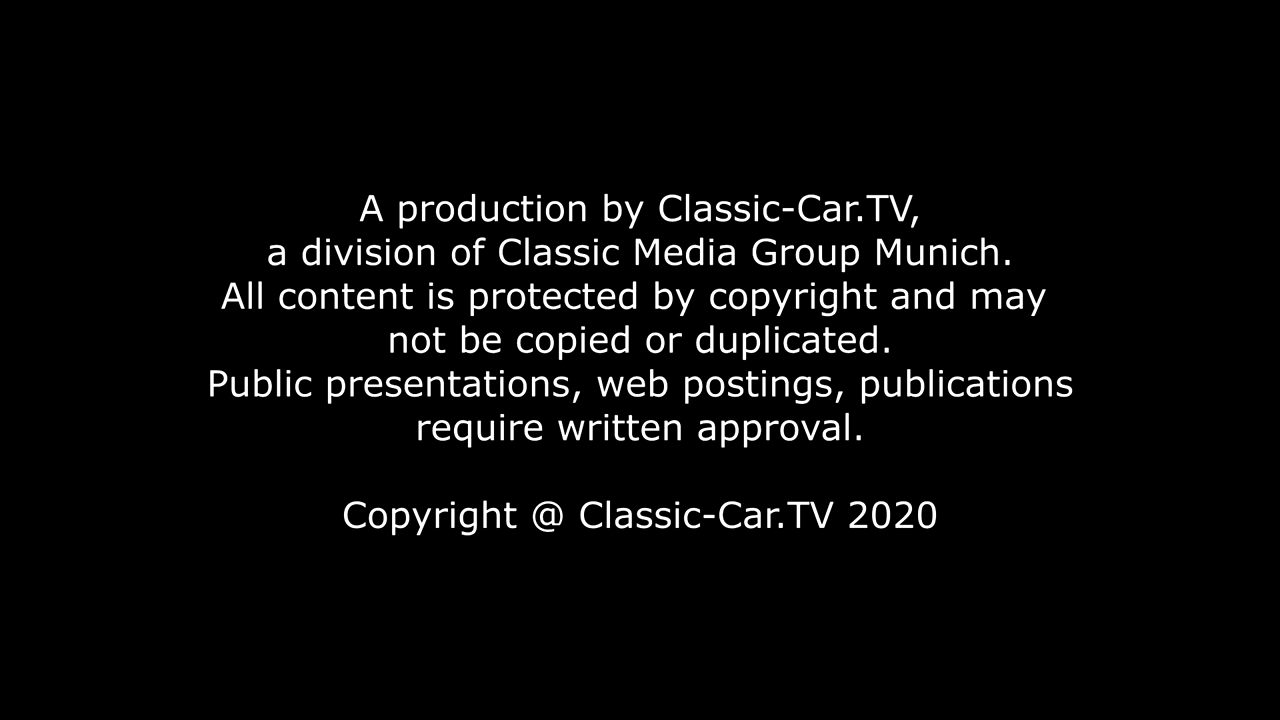 A production by Classic-Car.TV,
a division of Classic Media Group Munich.
All content is protected by copyright and may
not be copied or duplicated.
Public presentations, web postings, publications
require written approval.
Copyright @ Classic-Car.TV 2020